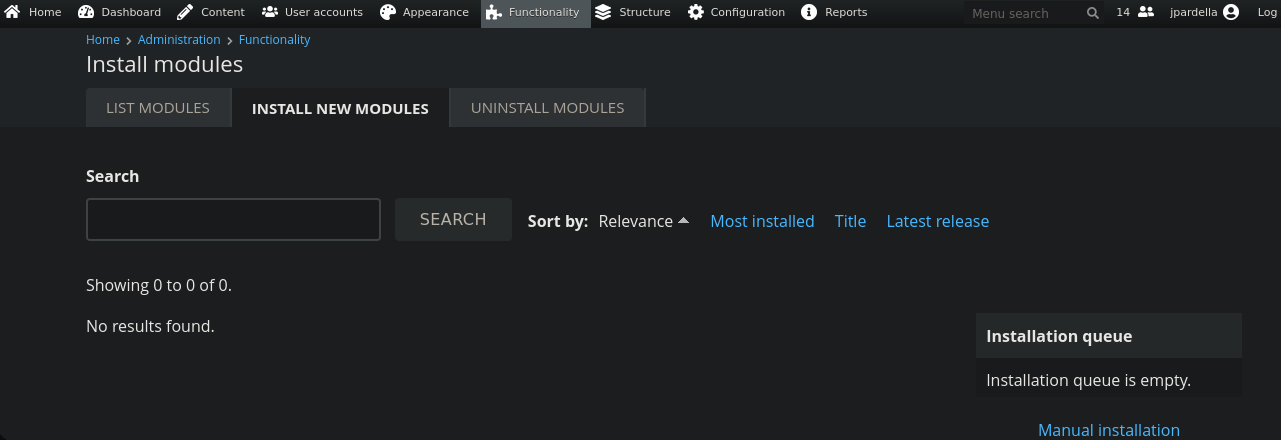 Home Dashboard Content User accounts Appearance Functionality Structure Configuration Reports Menu search 14 jpardella Log
Home › Administration › Functionality
Install modules
LIST MODULES INSTALL NEW MODULES UNINSTALL MODULES
Search
SEARCH Sort by: Relevance Most installed Title Latest release
Showing 0 to 0 of 0.
No results found.
Installation queue
Installation queue is empty.
Manual installation